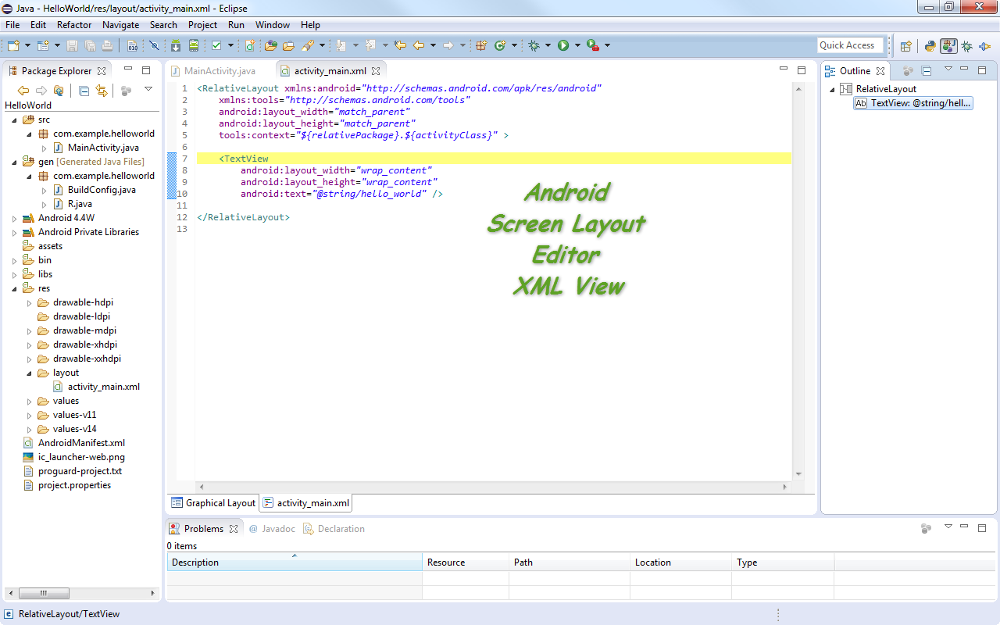 Java - HelloWorld/res/layout/activity_main.xml - Eclipse
File Edit Refactor Navigate Search Project Run Window Help
010
Quick Access
J
Package Explorer
HelloWorld
src
com.example.helloworld
MainActivity.java
gen [Generated Java Files]
com.example.helloworld
BuildConfig.java
R.java
Android 4.4W
Android Private Libraries
assets
bin
libs
res
drawable-hdpi
drawable-ldpi
drawable-mdpi
drawable-xhdpi
drawable-xxhdpi
layout
activity_main.xml
values
values-v11
values-v14
AndroidManifest.xml
ic_launcher-web.png
proguard-project.txt
project.properties
MainActivity.java
activity_main.xml
1 <RelativeLayout xmlns:android="http://schemas.android.com/apk/res/android"
2 xmlns:tools="http://schemas.android.com/tools"
3 android:layout_width="match_parent"
4 android:layout_height="match_parent"
5 tools:context="${relativePackage}.${activityClass}" >
6
7 <TextView
8 android:layout_width="wrap_content"
9 android:layout_height="wrap_content"
10 android:text="@string/hello_world" />
11
12 </RelativeLayout>
13
Android
Screen Layout
Editor
XML View
Graphical Layout activity_main.xml
Outline
RelativeLayout
Ab TextView: @string/hell...
Problems @ Javadoc Declaration
0 items
Description Resource Path Location Type
RelativeLayout/TextView